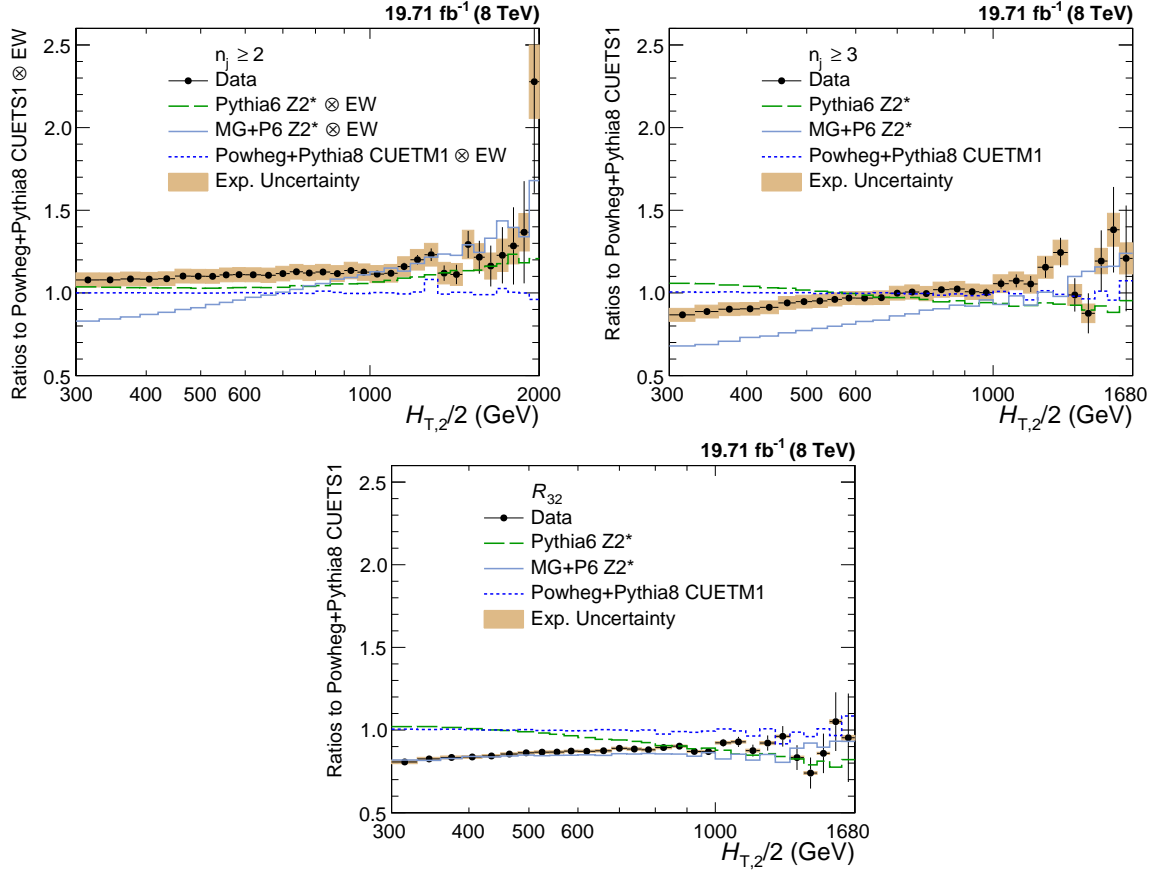 19.71 fb⁻¹ (8 TeV)
Ratios to Powheg+Pythia8 CUETS1 ⊗ EW
2.5
2.0
1.5
1.0
0.5
n_j ≥ 2
Data
Pythia6 Z2* ⊗ EW
MG+P6 Z2* ⊗ EW
Powheg+Pythia8 CUETM1 ⊗ EW
Exp. Uncertainty
300 400 500 600 1000 2000
H_T,2/2 (GeV)
19.71 fb⁻¹ (8 TeV)
Ratios to Powheg+Pythia8 CUETS1
2.5
2.0
1.5
1.0
0.5
n_j ≥ 3
Data
Pythia6 Z2*
MG+P6 Z2*
Powheg+Pythia8 CUETM1
Exp. Uncertainty
300 400 500 600 1000 1680
H_T,2/2 (GeV)
19.71 fb⁻¹ (8 TeV)
Ratios to Powheg+Pythia8 CUETS1
2.5
2.0
1.5
1.0
0.5
R_32
Data
Pythia6 Z2*
MG+P6 Z2*
Powheg+Pythia8 CUETM1
Exp. Uncertainty
300 400 500 600 1000 1680
H_T,2/2 (GeV)